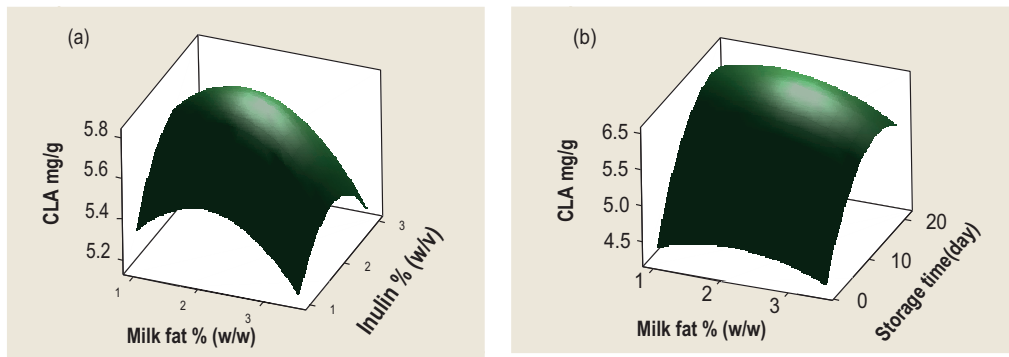 (a)
CLA mg/g
5.8
5.6
5.4
5.2
1
2
3
Milk fat % (w/w)
1
2
3
Inulin % (w/v)
(b)
CLA mg/g
6.5
5.5
5.0
4.5
1
2
3
Milk fat % (w/w)
0
10
20
Storage time(day)